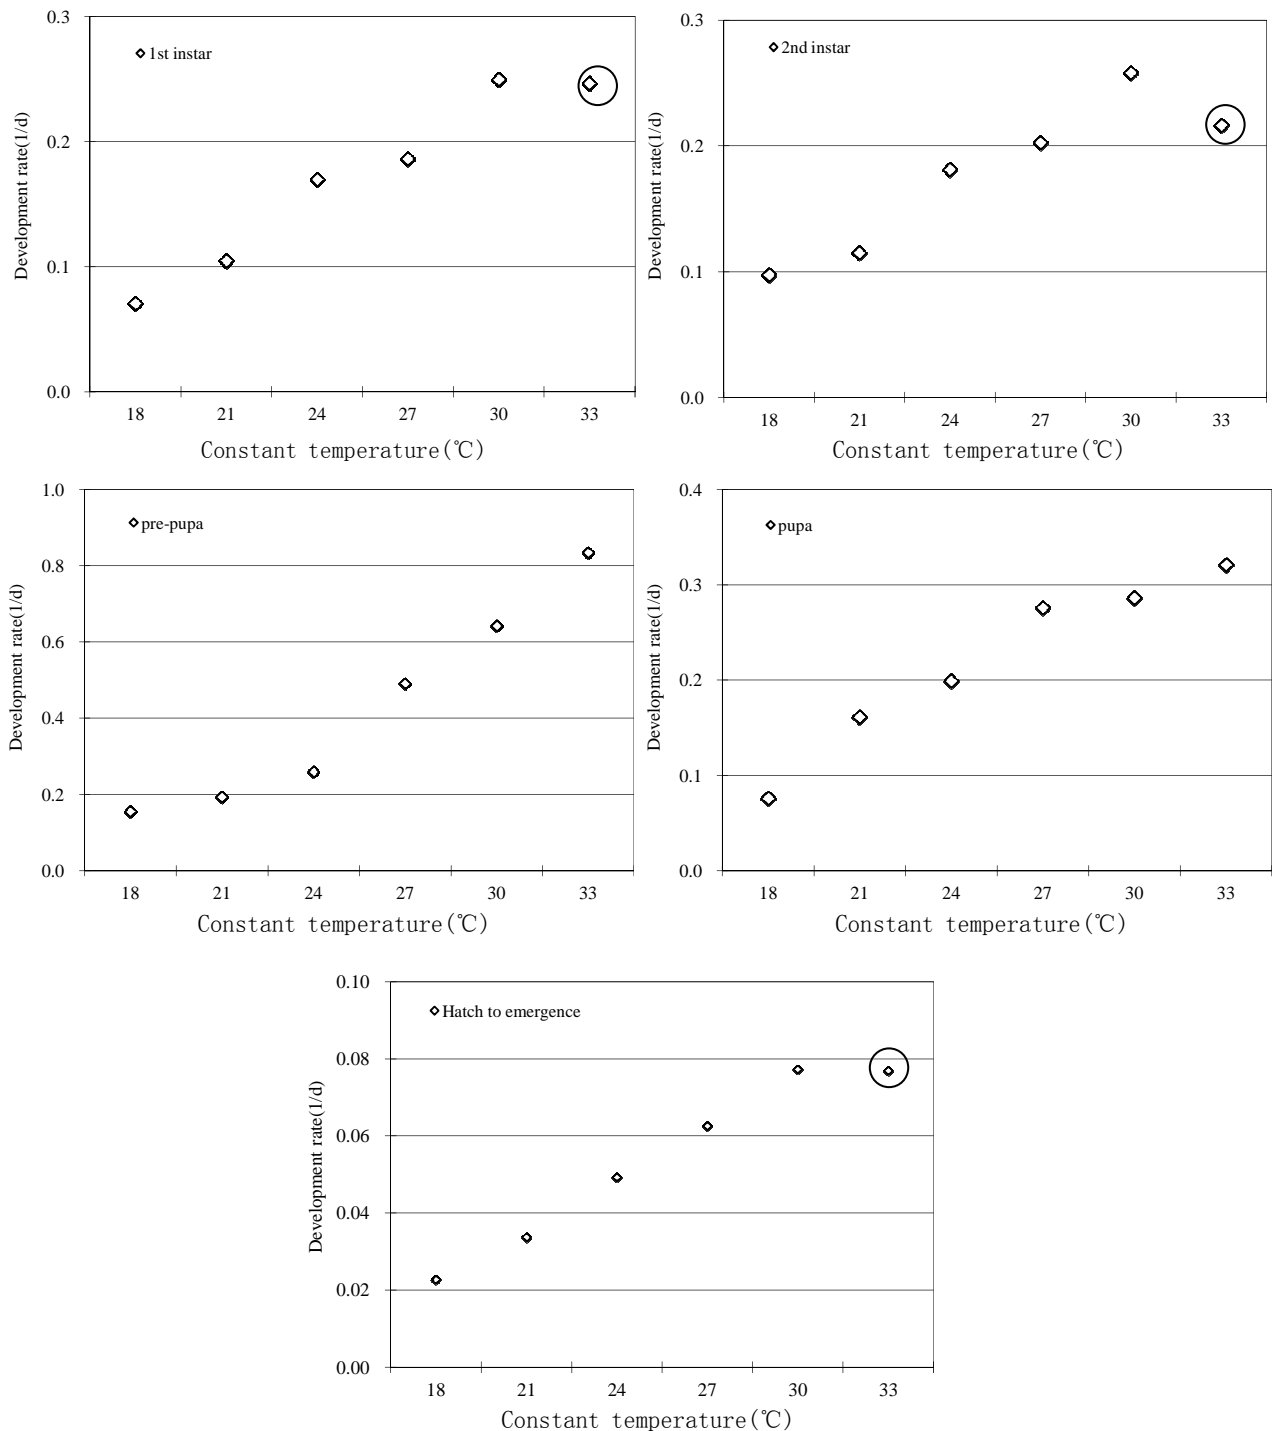 0.3
0.2
0.1
0.0
Development rate(1/d)
1st instar
18 21 24 27 30 33
Constant temperature(℃)
0.3
0.2
0.1
0.0
Development rate(1/d)
2nd instar
18 21 24 27 30 33
Constant temperature(℃)
1.0
0.8
0.6
0.4
0.2
0.0
Development rate(1/d)
pre-pupa
18 21 24 27 30 33
Constant temperature(℃)
0.4
0.3
0.2
0.1
0.0
Development rate(1/d)
pupa
18 21 24 27 30 33
Constant temperature(℃)
0.10
0.08
0.06
0.04
0.02
0.00
Development rate(1/d)
Hatch to emergence
18 21 24 27 30 33
Constant temperature(℃)